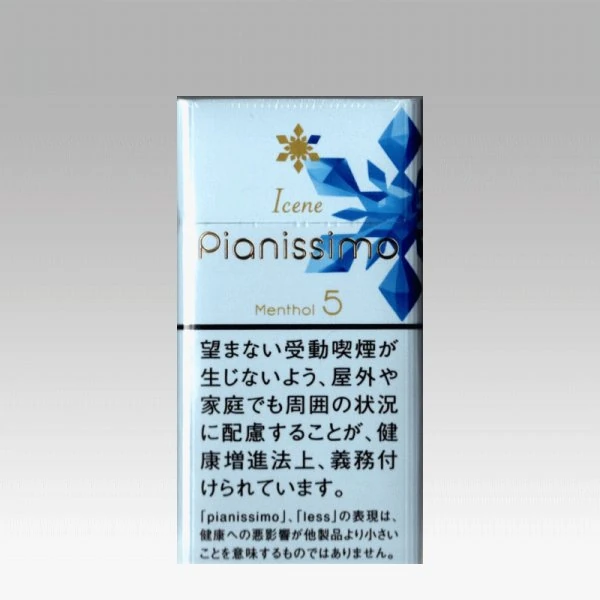 Icene
Pianissimo
Menthol 5
望まない受動喫煙が
生じないよう、屋外や
家庭でも周囲の状況
に配慮することが、健
康増進法上、義務付
けられています。
「pianissimo」、「less」の表現は、
健康への悪影響が他製品より小さい
ことを意味するものではありません。